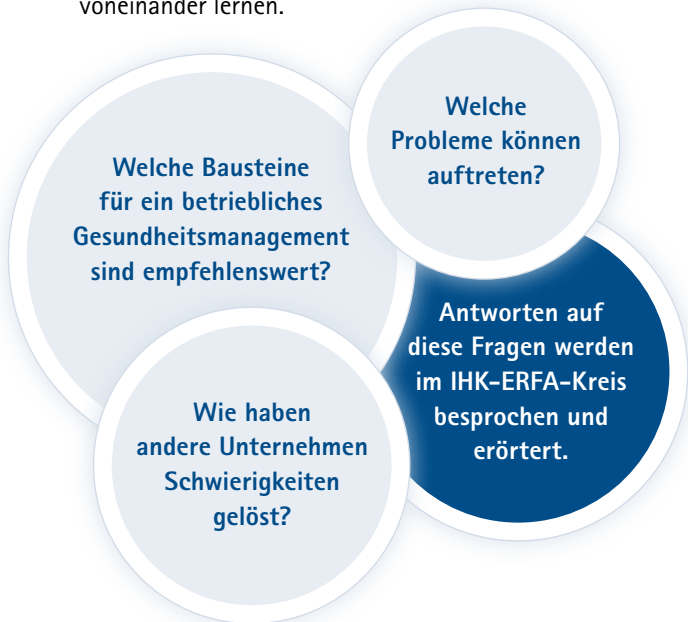 voneinander lernen.
Welche
Probleme können
auftreten?
Welche Bausteine
für ein betriebliches
Gesundheitsmanagement
sind empfehlenswert?
Antworten auf
diese Fragen werden
im IHK-ERFA-Kreis
besprochen und
erörtert.
Wie haben
andere Unternehmen
Schwierigkeiten
gelöst?